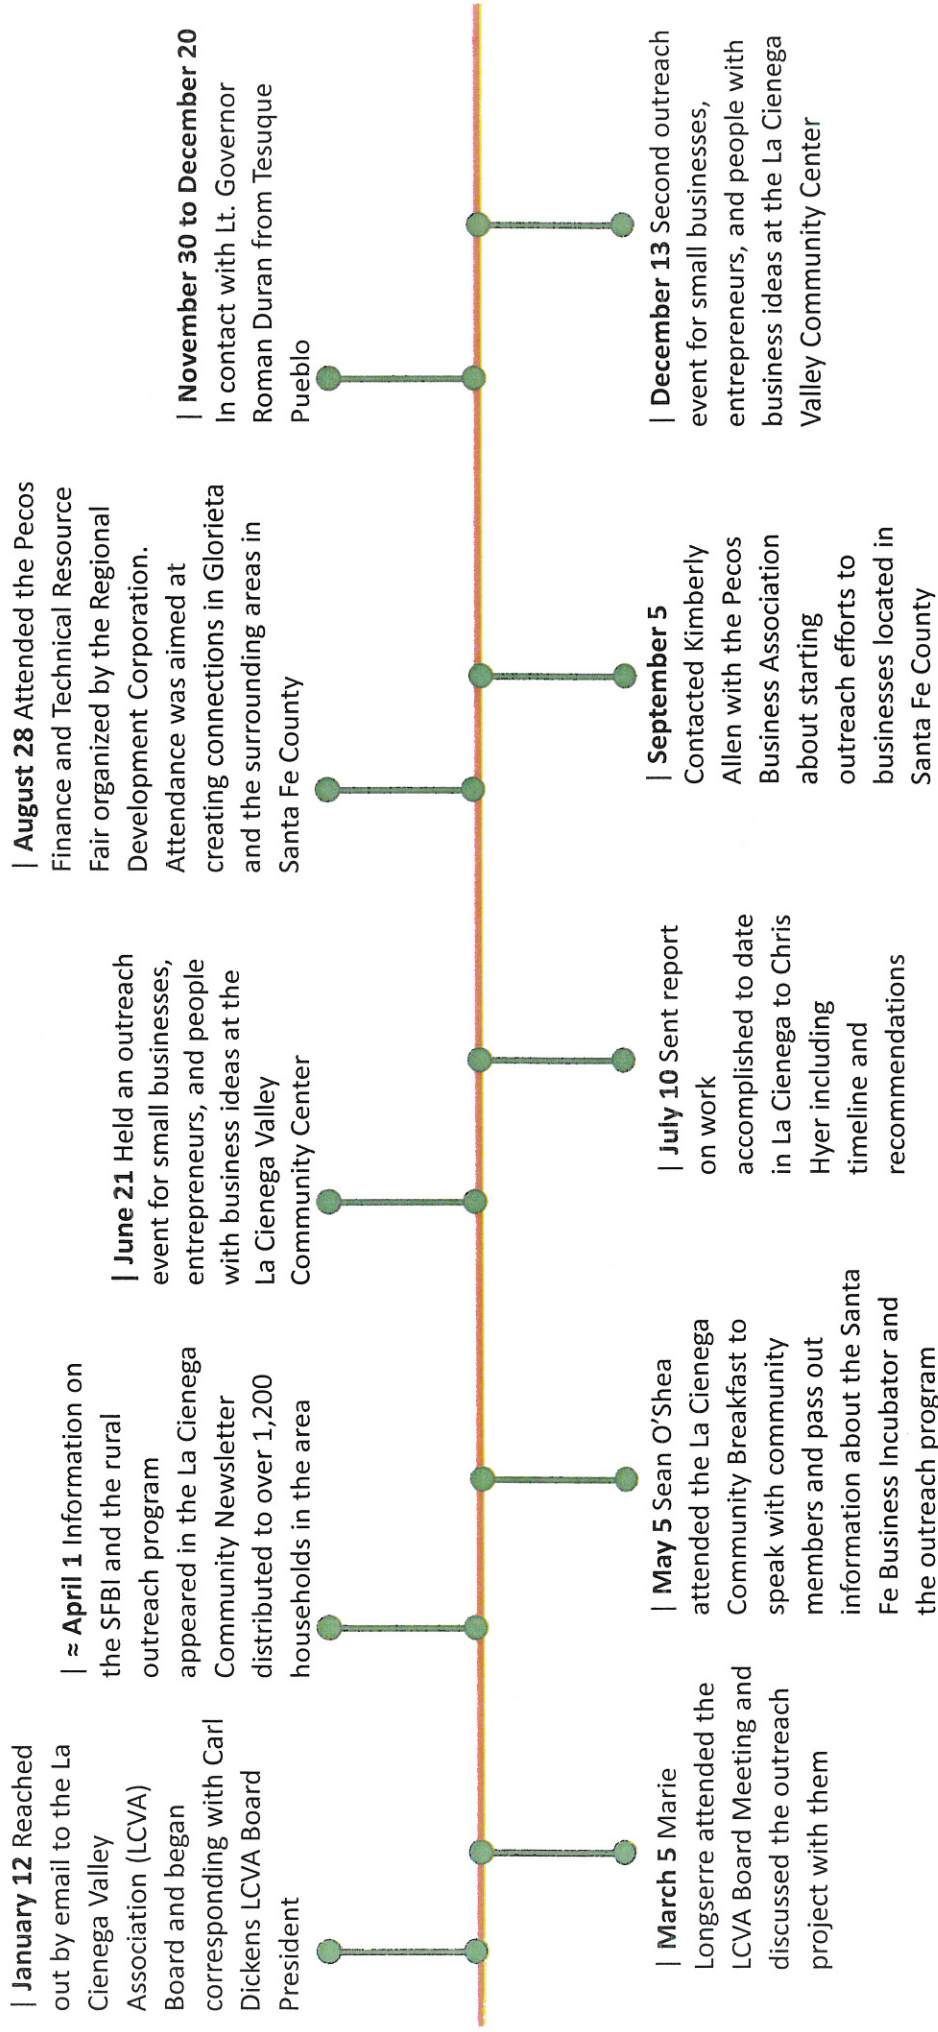 | January 12 Reached
out by email to the La
Cienega Valley
Association (LCVA)
Board and began
corresponding with Carl
Dickens LCVA Board
President
| March 5 Marie
Longserre attended the
LCVA Board Meeting and
discussed the outreach
project with them
| ≈ April 1 Information on
the SFBI and the rural
outreach program
appeared in the La Cienega
Community Newsletter
distributed to over 1,200
households in the area
| May 5 Sean O'Shea
attended the La Cienega
Community Breakfast to
speak with community
members and pass out
information about the Santa
Fe Business Incubator and
the outreach program
| June 21 Held an outreach
event for small businesses,
entrepreneurs, and people
with business ideas at the
La Cienega Valley
Community Center
| July 10 Sent report
on work
accomplished to date
in La Cienega to Chris
Hyer including
timeline and
recommendations
| August 28 Attended the Pecos
Finance and Technical Resource
Fair organized by the Regional
Development Corporation.
Attendance was aimed at
creating connections in Glorieta
and the surrounding areas in
Santa Fe County
| September 5
Contacted Kimberly
Allen with the Pecos
Business Association
about starting
outreach efforts to
businesses located in
Santa Fe County
| November 30 to December 20
In contact with Lt. Governor
Roman Duran from Tesuque
Pueblo
| December 13 Second outreach
event for small businesses,
entrepreneurs, and people with
business ideas at the La Cienega
Valley Community Center